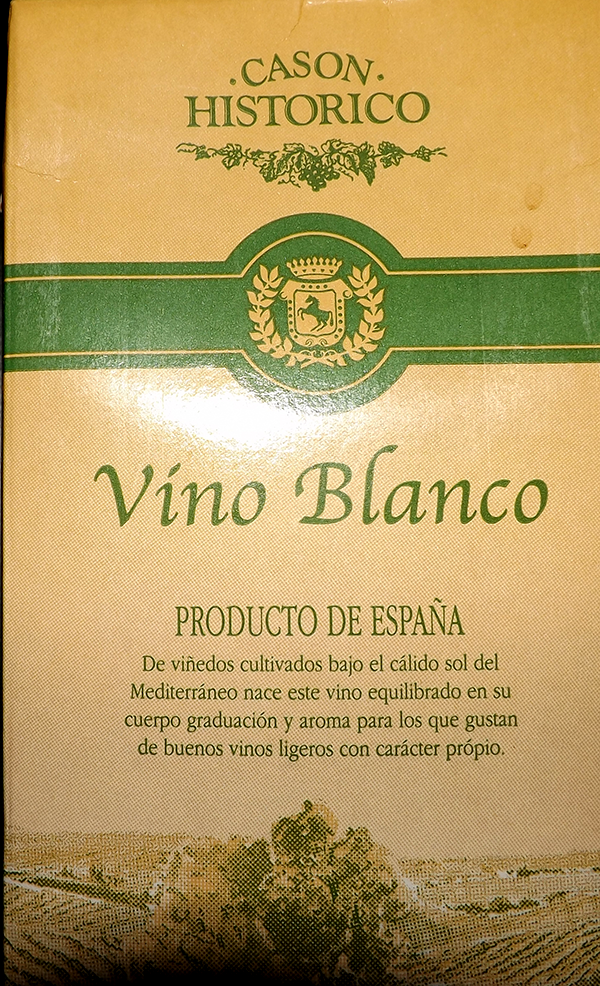 ·CASON·
HISTORICO
Víno Blanco
PRODUCTO DE ESPAÑA
De viñedos cultivados bajo el cálido sol del
Mediterráneo nace este vino equilibrado en su
cuerpo graduación y aroma para los que gustan
de buenos vinos ligeros con carácter própio.